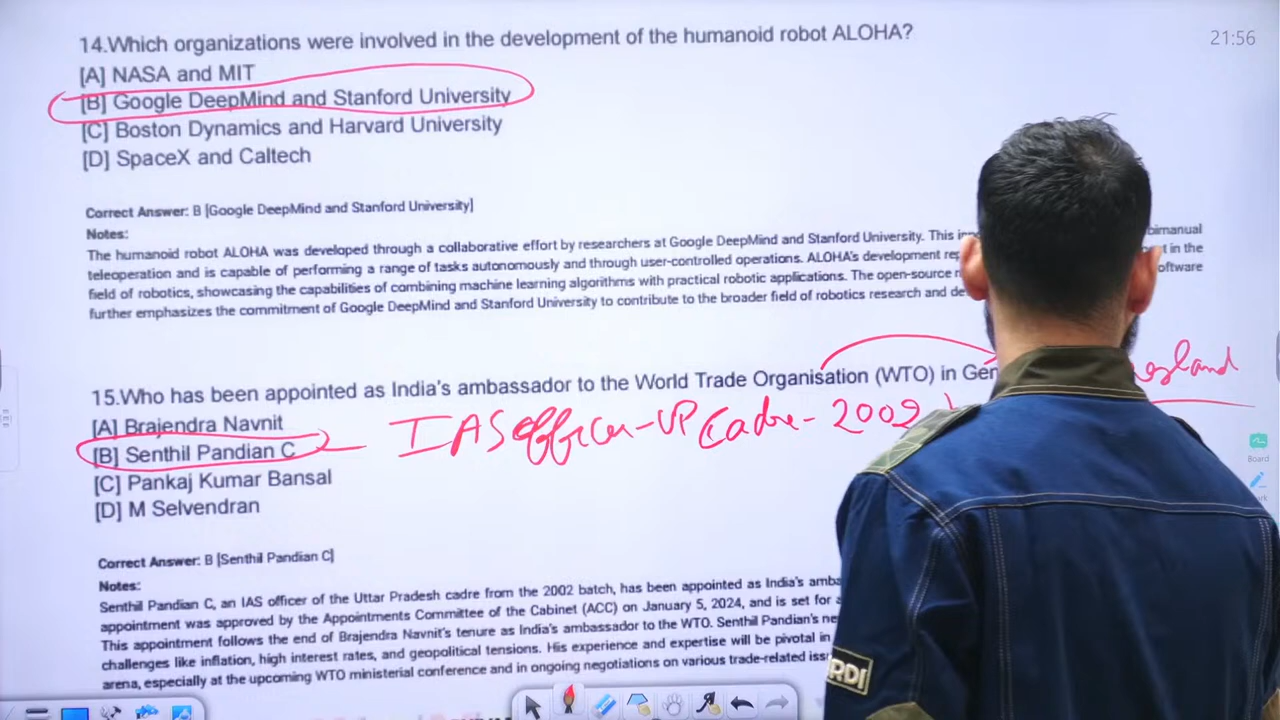 21:56
14.Which organizations were involved in the development of the humanoid robot ALOHA?
[A] NASA and MIT
[B] Google DeepMind and Stanford University
[C] Boston Dynamics and Harvard University
[D] SpaceX and Caltech
Correct Answer: B [Google DeepMind and Stanford University]
Notes:
The humanoid robot ALOHA was developed through a collaborative effort by researchers at Google DeepMind and Stanford University. This bimanual
teleoperation and is capable of performing a range of tasks autonomously and through user-controlled operations. ALOHA's development in the
field of robotics, showcasing the capabilities of combining machine learning algorithms with practical robotic applications. The open-source
further emphasizes the commitment of Google DeepMind and Stanford University to contribute to the broader field of robotics research and
15.Who has been appointed as India's ambassador to the World Trade Organisation (WTO) in
[A] Brajendra Navnit
[B] Senthil Pandian C
IAS officer-UP Cadre-2002
[C] Pankaj Kumar Bansal
[D] M Selvendran
Correct Answer: B [Senthil Pandian C]
Notes:
Senthil Pandian C, an IAS officer of the Uttar Pradesh cadre from the 2002 batch, has been appointed as India's
appointment was approved by the Appointments Committee of the Cabinet (ACC) on January 5, 2024, and is set for
This appointment follows the end of Brajendra Navnit's tenure as India's ambassador to the WTO. Senthil Pandian's
challenges like inflation, high interest rates, and geopolitical tensions. His experience and expertise will be pivotal in
arena, especially at the upcoming WTO ministerial conference and in ongoing negotiations on various trade-related
Board
RDI